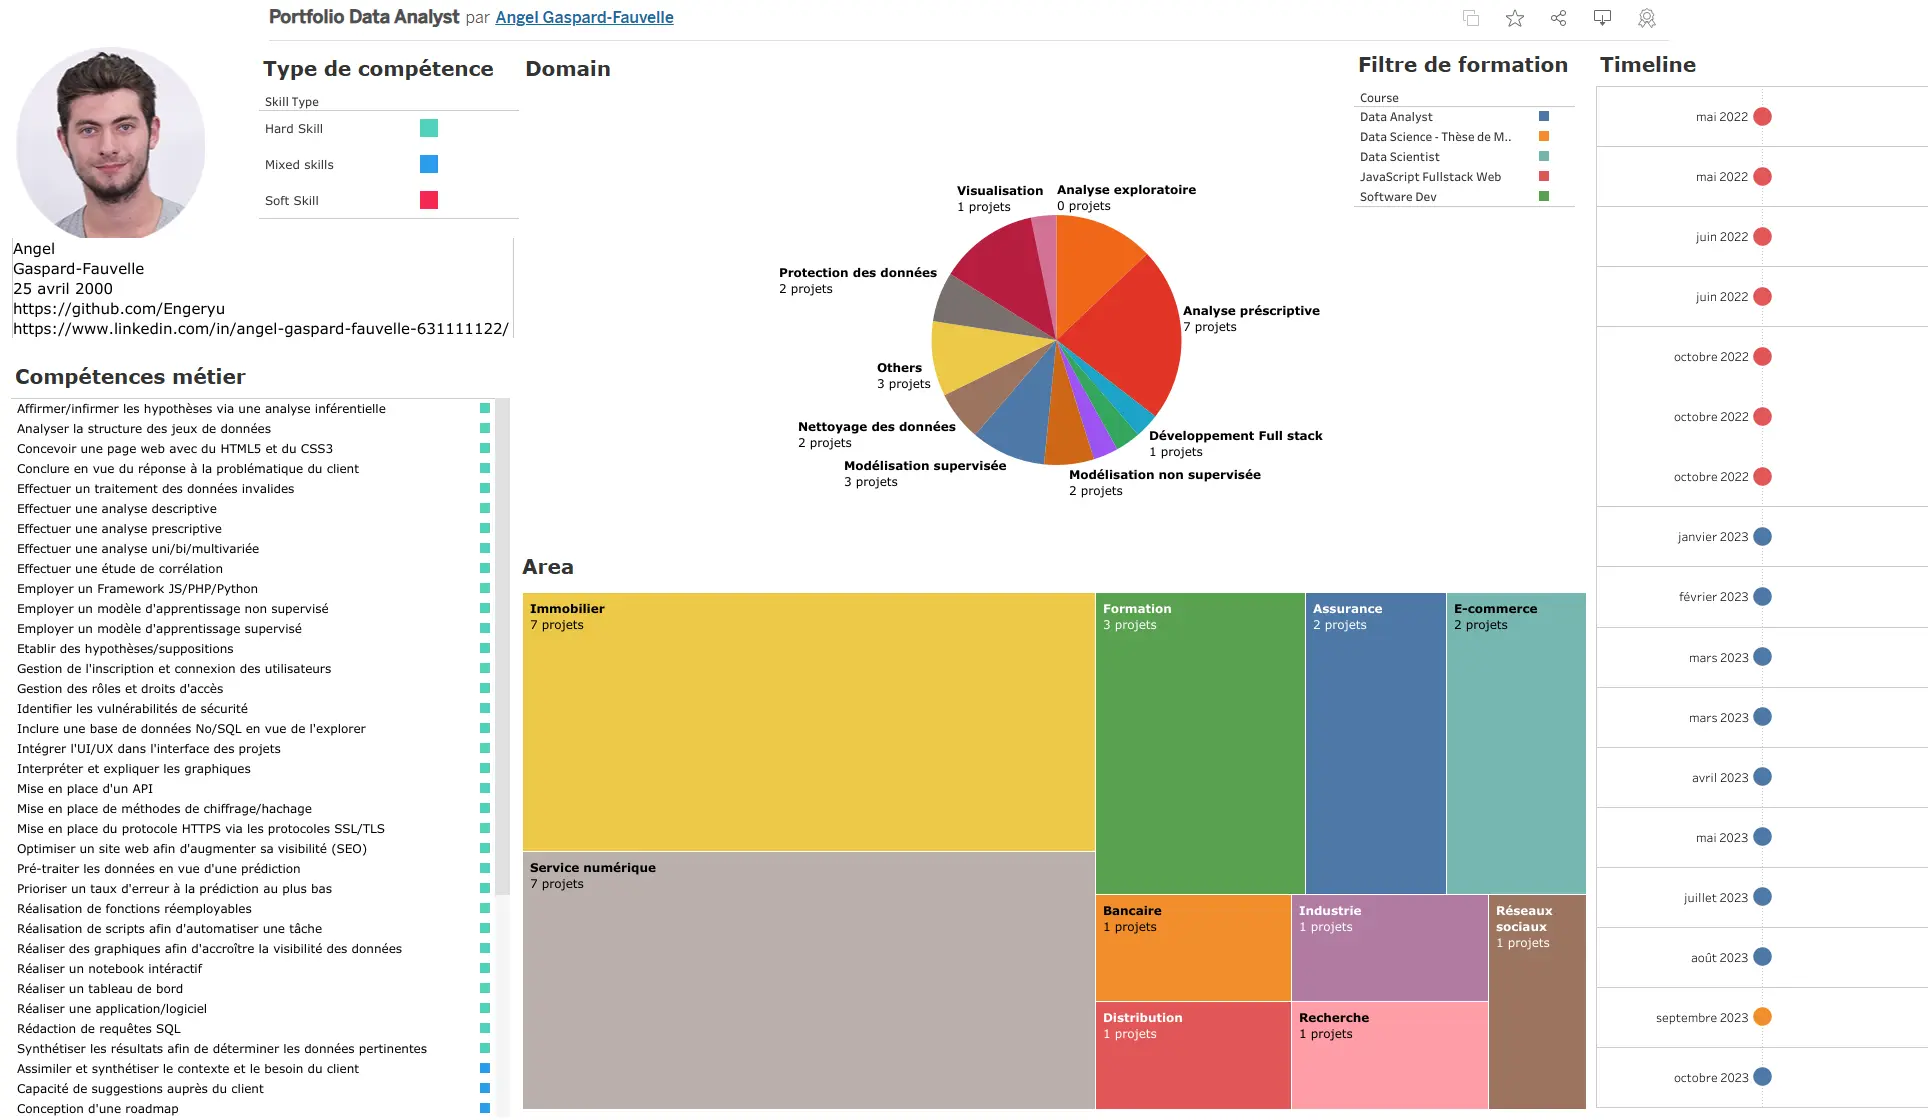 Portfolio Data Analyst par Angel Gaspard-Fauvelle
Angel
Gaspard-Fauvelle
25 avril 2000
https://github.com/Engeryu
https://www.linkedin.com/in/angel-gaspard-fauvelle-631111122/
Type de compétence
Skill Type
Hard Skill
Mixed skills
Soft Skill
Compétences métier
Affirmer/infirmer les hypothèses via une analyse inférentielle
Analyser la structure des jeux de données
Concevoir une page web avec du HTML5 et du CSS3
Conclure en vue du réponse à la problématique du client
Effectuer un traitement des données invalides
Effectuer une analyse descriptive
Effectuer une analyse prescriptive
Effectuer une analyse uni/bi/multivariée
Effectuer une étude de corrélation
Employer un Framework JS/PHP/Python
Employer un modèle d'apprentissage non supervisé
Employer un modèle d'apprentissage supervisé
Etablir des hypothèses/suppositions
Gestion de l'inscription et connexion des utilisateurs
Gestion des rôles et droits d'accès
Identifier les vulnérabilités de sécurité
Inclure une base de données No/SQL en vue de l'explorer
Intégrer l'UI/UX dans l'interface des projets
Interpréter et expliquer les graphiques
Mise en place d'un API
Mise en place de méthodes de chiffrage/hachage
Mise en place du protocole HTTPS via les protocoles SSL/TLS
Optimiser un site web afin d'augmenter sa visibilité (SEO)
Pré-traiter les données en vue d'une prédiction
Prioriser un taux d'erreur à la prédiction au plus bas
Réalisation de fonctions réemployables
Réalisation de scripts afin d'automatiser une tâche
Réaliser des graphiques afin d'accroître la visibilité des données
Réaliser un notebook intéractif
Réaliser un tableau de bord
Réaliser une application/logiciel
Rédaction de requêtes SQL
Synthétiser les résultats afin de déterminer les données pertinentes
Assimiler et synthétiser le contexte et le besoin du client
Capacité de suggestions auprès du client
Conception d'une roadmap
Domain
Visualisation
1 projets
Analyse exploratoire
0 projets
Protection des données
2 projets
Analyse préscriptive
7 projets
Others
3 projets
Nettoyage des données
2 projets
Développement Full stack
1 projets
Modélisation supervisée
3 projets
Modélisation non supervisée
2 projets
Area
Immobilier
7 projets
Service numérique
7 projets
Formation
3 projets
Assurance
2 projets
E-commerce
2 projets
Bancaire
1 projets
Industrie
1 projets
Réseaux
sociaux
1 projets
Distribution
1 projets
Recherche
1 projets
Filtre de formation
Course
Data Analyst
Data Science - Thèse de M..
Data Scientist
JavaScript Fullstack Web
Software Dev
Timeline
mai 2022
mai 2022
juin 2022
juin 2022
octobre 2022
octobre 2022
octobre 2022
janvier 2023
février 2023
mars 2023
mars 2023
avril 2023
mai 2023
juillet 2023
août 2023
septembre 2023
octobre 2023